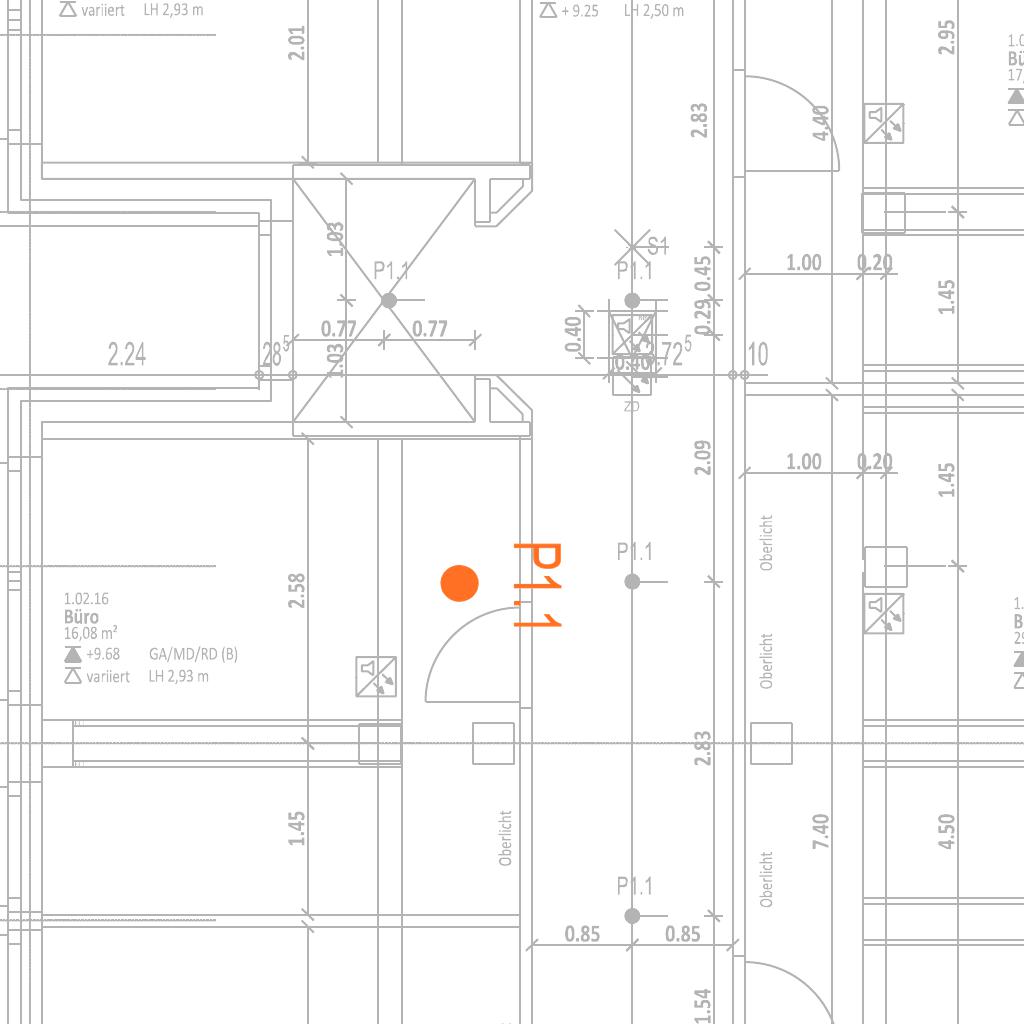 variiert LH 2,93 m
+ 9.25 LH 2,50 m
2.01
2.83
4.40
2.95
1.03
P1.1
S1
P1.1
1.00
0.20
0.45
0.29
1.45
0.77
0.77
0.40
2.24
28⁵
1.03
0.40
72⁵
10
ZD
2.09
1.00
0.20
1.45
Oberlicht
P1.1
P1.1
2.58
1.02.16
Büro
16,08 m²
+9.68 GA/MD/RD (B)
variiert LH 2,93 m
Oberlicht
2.83
1.45
Oberlicht
7.40
4.50
Oberlicht
P1.1
0.85
0.85
1.54